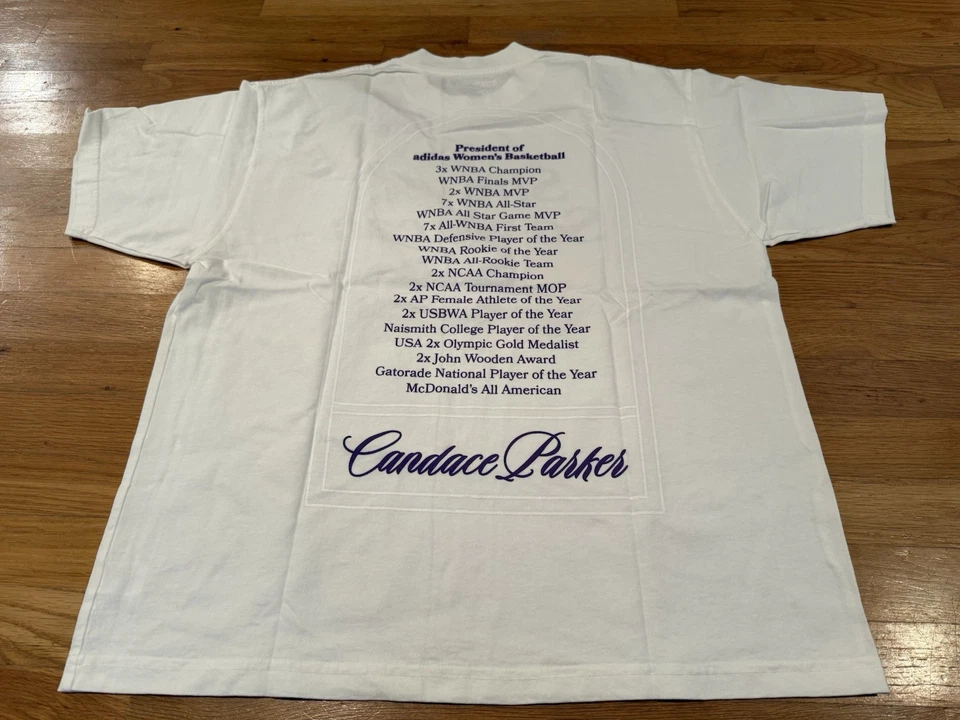 President of
adidas Women's Basketball
3x WNBA Champion
WNBA Finals MVP
2x WNBA MVP
7x WNBA All-Star
WNBA All Star Game MVP
7x All-WNBA First Team
WNBA Defensive Player of the Year
WNBA Rookie of the Year
WNBA All-Rookie Team
2x NCAA Champion
2x NCAA Tournament MOP
2x AP Female Athlete of the Year
2x USBWA Player of the Year
Naismith College Player of the Year
USA 2x Olympic Gold Medalist
2x John Wooden Award
Gatorade National Player of the Year
McDonald's All American
Candace Parker